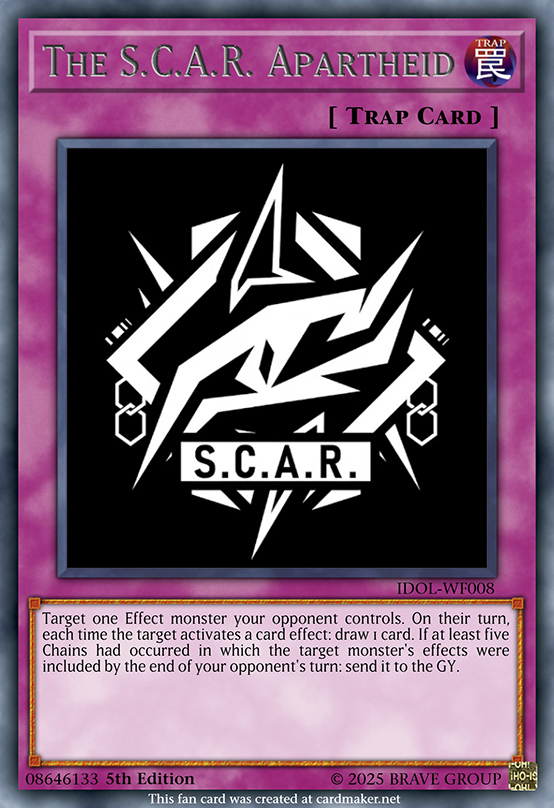 The S.C.A.R. Apartheid
TRAP
罠
[ Trap Card ]
S.C.A.R.
IDOL-WF008
Target one Effect monster your opponent controls. On their turn,
each time the target activates a card effect: draw 1 card. If at least five
Chains had occurred in which the target monster's effects were
included by the end of your opponent's turn: send it to the GY.
08646133 5th Edition
© 2025 BRAVE GROUP
This fan card was created at cardmaker.net